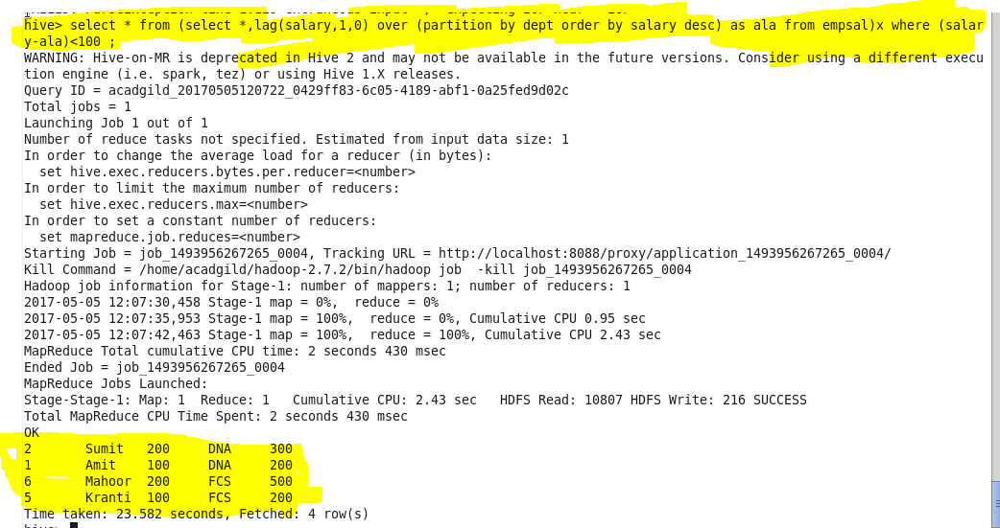 hive> select * from (select *,lag(salary,1,0) over (partition by dept order by salary desc) as ala from empsal)x where (salar
y-ala)<100 ;
WARNING: Hive-on-MR is deprecated in Hive 2 and may not be available in the future versions. Consider using a different execu
tion engine (i.e. spark, tez) or using Hive 1.X releases.
Query ID = acadgild_20170505120722_0429ff83-6c05-4189-abf1-0a25fed9d02c
Total jobs = 1
Launching Job 1 out of 1
Number of reduce tasks not specified. Estimated from input data size: 1
In order to change the average load for a reducer (in bytes):
  set hive.exec.reducers.bytes.per.reducer=<number>
In order to limit the maximum number of reducers:
  set hive.exec.reducers.max=<number>
In order to set a constant number of reducers:
  set mapreduce.job.reduces=<number>
Starting Job = job_1493956267265_0004, Tracking URL = http://localhost:8088/proxy/application_1493956267265_0004/
Kill Command = /home/acadgild/hadoop-2.7.2/bin/hadoop job  -kill job_1493956267265_0004
Hadoop job information for Stage-1: number of mappers: 1; number of reducers: 1
2017-05-05 12:07:30,458 Stage-1 map = 0%,  reduce = 0%
2017-05-05 12:07:35,953 Stage-1 map = 100%,  reduce = 0%, Cumulative CPU 0.95 sec
2017-05-05 12:07:42,463 Stage-1 map = 100%,  reduce = 100%, Cumulative CPU 2.43 sec
MapReduce Total cumulative CPU time: 2 seconds 430 msec
Ended Job = job_1493956267265_0004
MapReduce Jobs Launched:
Stage-Stage-1: Map: 1  Reduce: 1   Cumulative CPU: 2.43 sec   HDFS Read: 10807 HDFS Write: 216 SUCCESS
Total MapReduce CPU Time Spent: 2 seconds 430 msec
OK
2       Sumit   200     DNA     300
1       Amit    100     DNA     200
6       Mahoor  200     FCS     500
5       Kranti  100     FCS     200
Time taken: 23.582 seconds, Fetched: 4 row(s)
hive>